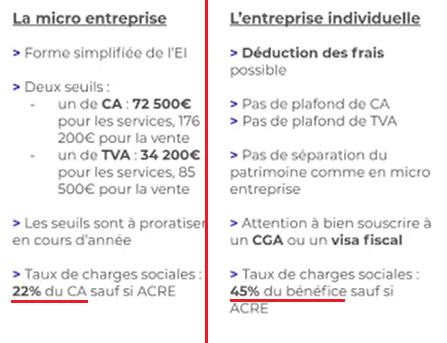 La micro entreprise
> Forme simplifiée de l'EI
> Deux seuils :
- un de CA : 72 500€
pour les services, 176
200€ pour la vente
- un de TVA : 34 200€
pour les services, 85
500€ pour la vente
> Les seuils sont à proratiser
en cours d'année
> Taux de charges sociales :
22% du CA sauf si ACRE
L'entreprise individuelle
> Déduction des frais
possible
> Pas de plafond de CA
> Pas de plafond de TVA
> Pas de séparation du
patrimoine comme en micro
entreprise
> Attention à bien souscrire à
un CGA ou un visa fiscal
> Taux de charges sociales :
45% du bénéfice sauf si
ACRE